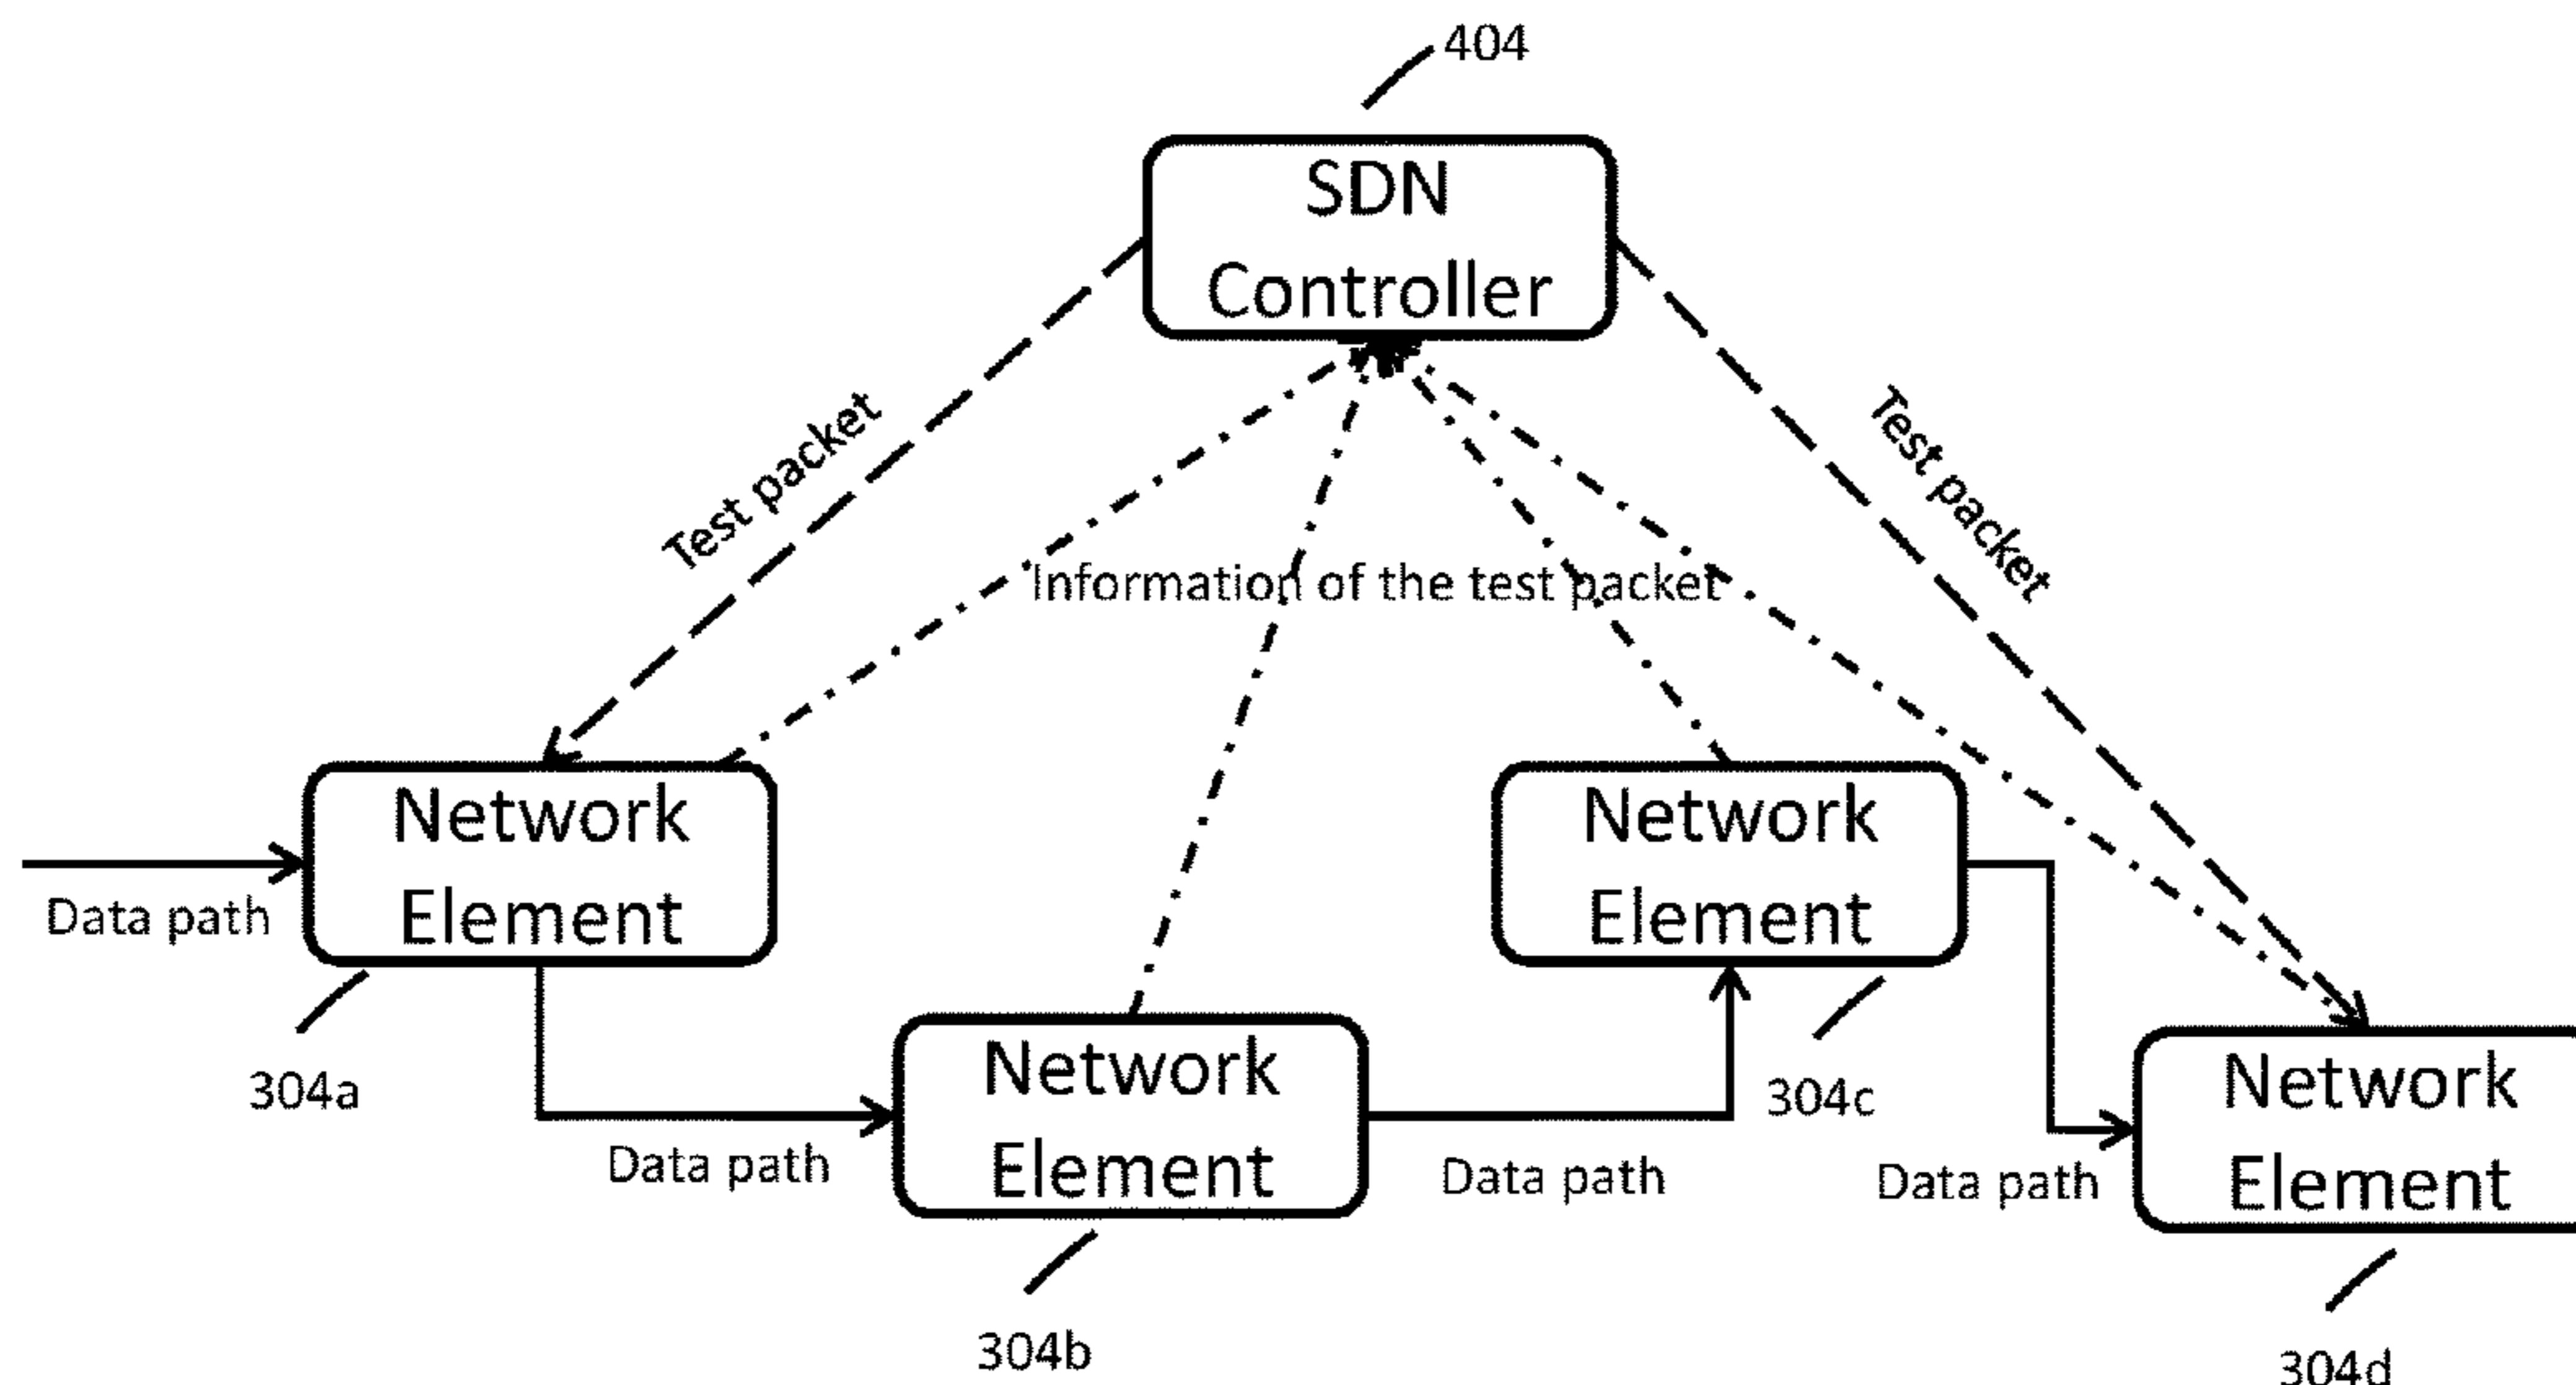 404
SDN
Controller
Test packet
Test packet
Information of the test packet
Network
Element
Network
Element
Data path
304a
Network
Element
304c
Network
Element
Data path
Data path
Data path
304b
304d